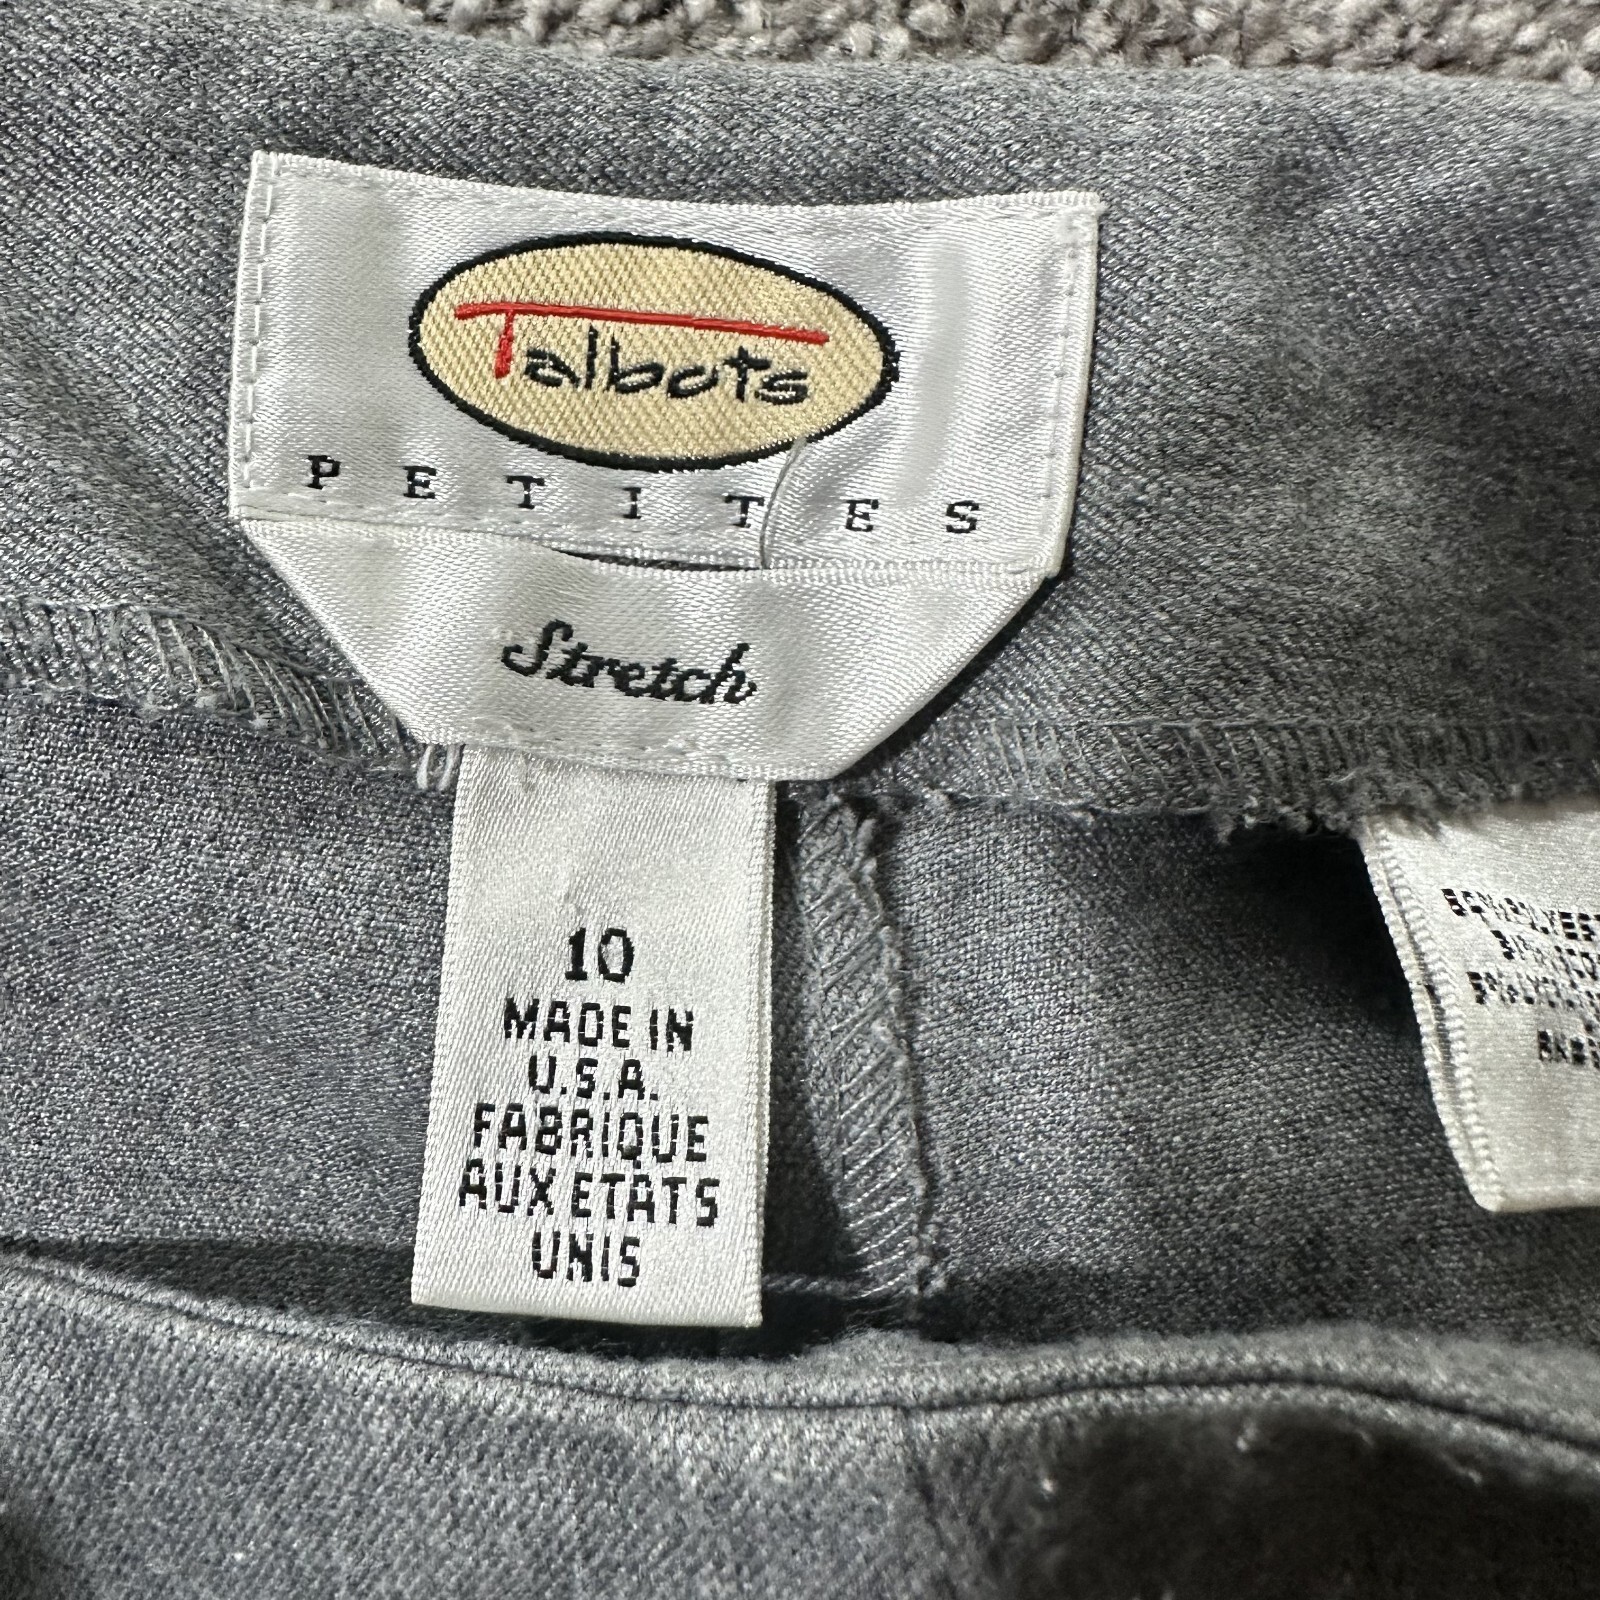 Talbots
PETITES
Stretch
10
MADE IN
U.S.A.
FABRIQUE
AUX ETATS
UNIS